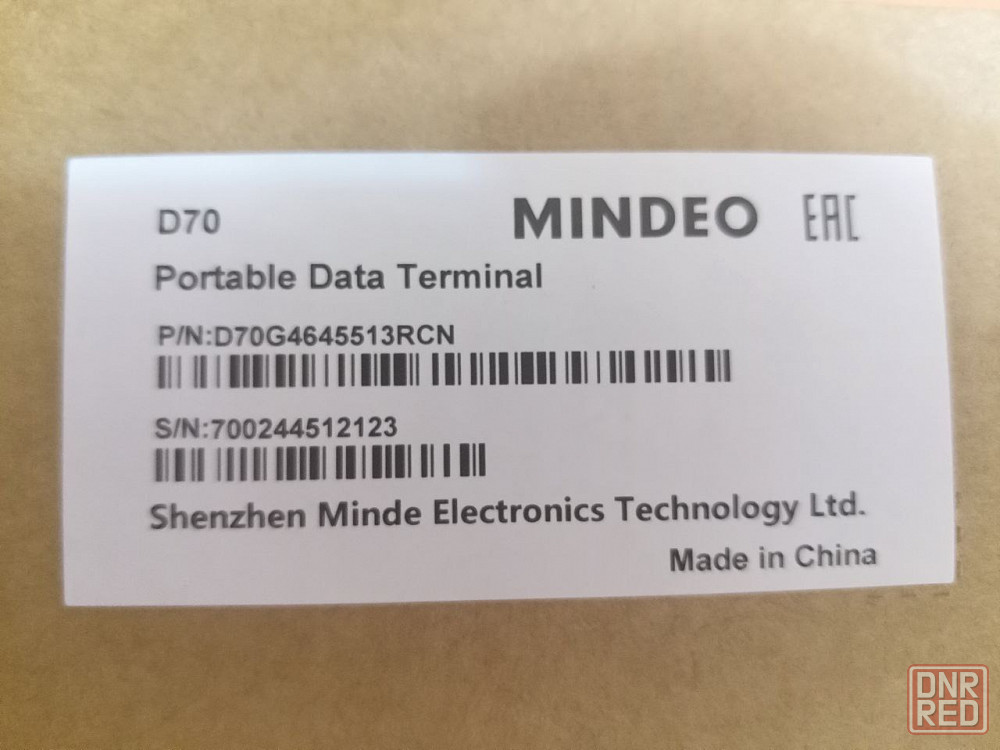 D70
MINDEO
EAC
Portable Data Terminal
P/N:D70G4645513RCN
S/N:700244512123
Shenzhen Minde Electronics Technology Ltd.
Made in China
DNR
RED